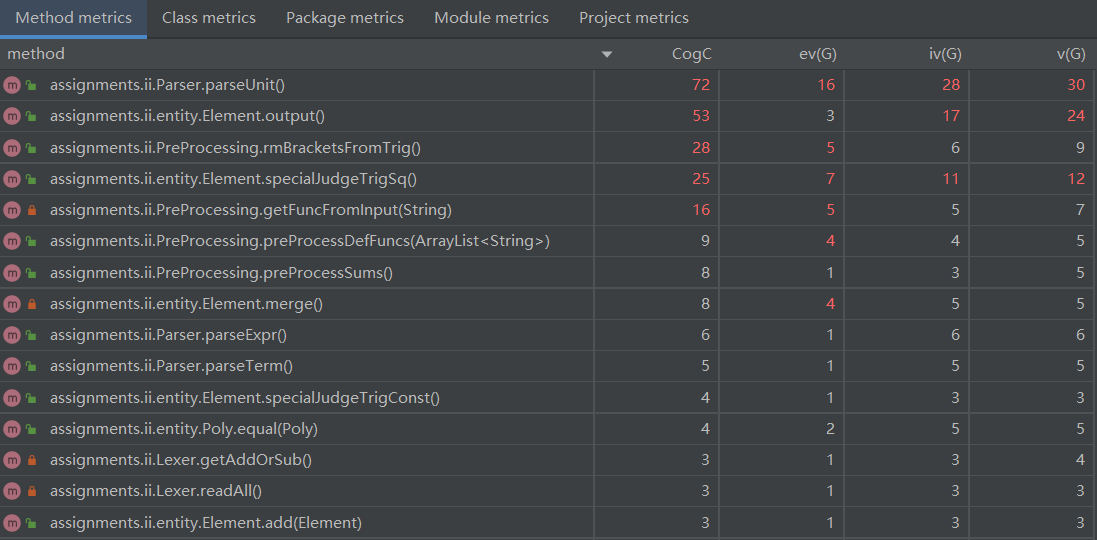 Method metrics Class metrics Package metrics Module metrics Project metrics
method CogC ev(G) iv(G) v(G)
m assignments.ii.Parser.parseUnit() 72 16 28 30
m assignments.ii.entity.Element.output() 53 3 17 24
m assignments.ii.PreProcessing.rmBracketsFromTrig() 28 5 6 9
m assignments.ii.entity.Element.specialJudgeTrigSq() 25 7 11 12
m assignments.ii.PreProcessing.getFuncFromInput(String) 16 5 5 7
m assignments.ii.PreProcessing.preProcessDefFuncs(ArrayList<String>) 9 4 4 5
m assignments.ii.PreProcessing.preProcessSums() 8 1 3 5
m assignments.ii.entity.Element.merge() 8 4 5 5
m assignments.ii.Parser.parseExpr() 6 1 6 6
m assignments.ii.Parser.parseTerm() 5 1 5 5
m assignments.ii.entity.Element.specialJudgeTrigConst() 4 1 3 3
m assignments.ii.entity.Poly.equal(Poly) 4 2 5 5
m assignments.ii.Lexer.getAddOrSub() 3 1 3 4
m assignments.ii.Lexer.readAll() 3 1 3 3
m assignments.ii.entity.Element.add(Element) 3 1 3 3